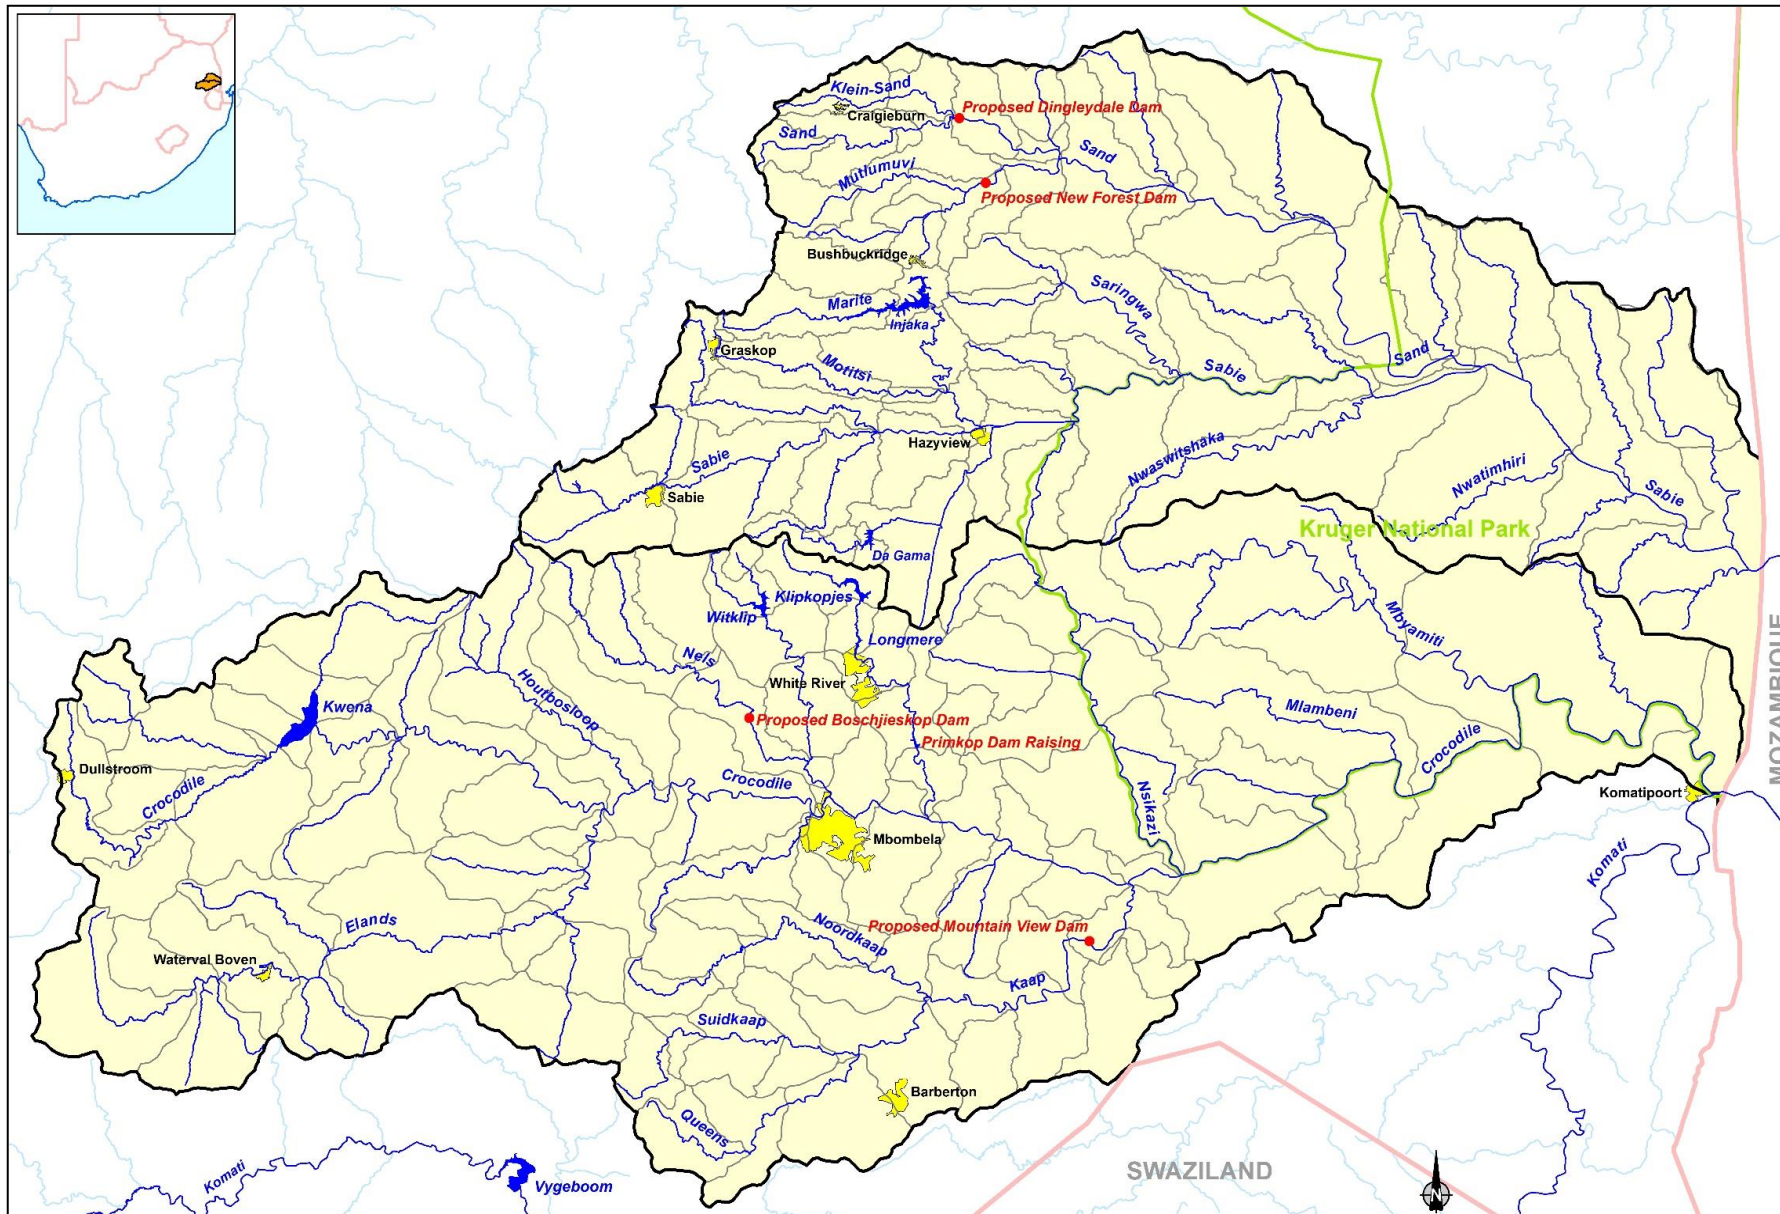 Klein-Sand
Craigieburn
Proposed Dingleydale Dam
Sand
Sand
Mutlumuvi
Proposed New Forest Dam
Bushbuckridge
Marite
Injaka
Saringwa
Graskop
Motitsi
Sabie
Sand
Hazyview
Sabie
Sabie
Nwaswitshaka
Nwatimhiri
Sabie
Kruger National Park
Da Gama
Klipkopjes
Witklip
Longmere
Mbyamiti
MOZAMBIQUE
Nels
Houtbosloop
White River
Kwena
Proposed Boschjieskop Dam
Primkop Dam Raising
Mlambeni
Crocodile
Dullstroom
Crocodile
Crocodile
Nsikazi
Komatipoort
Mbombela
Komati
Elands
Noordkaap
Proposed Mountain View Dam
Waterval Boven
Kaap
Suidkaap
Barberton
Queens
Komati
Vygeboom
SWAZILAND
N